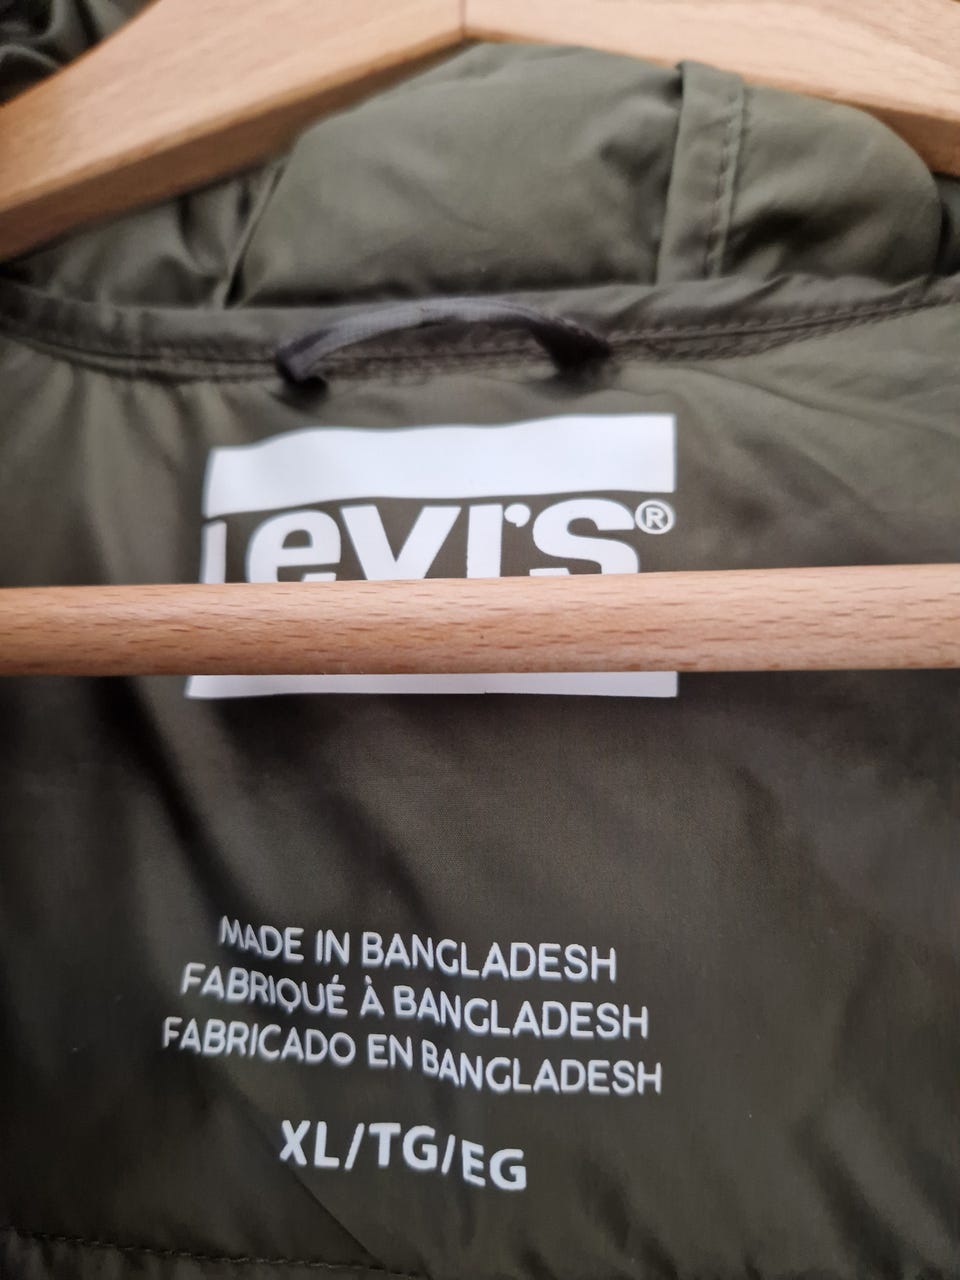 Levi's®
MADE IN BANGLADESH
FABRIQUÉ À BANGLADESH
FABRICADO EN BANGLADESH
XL/TG/EG